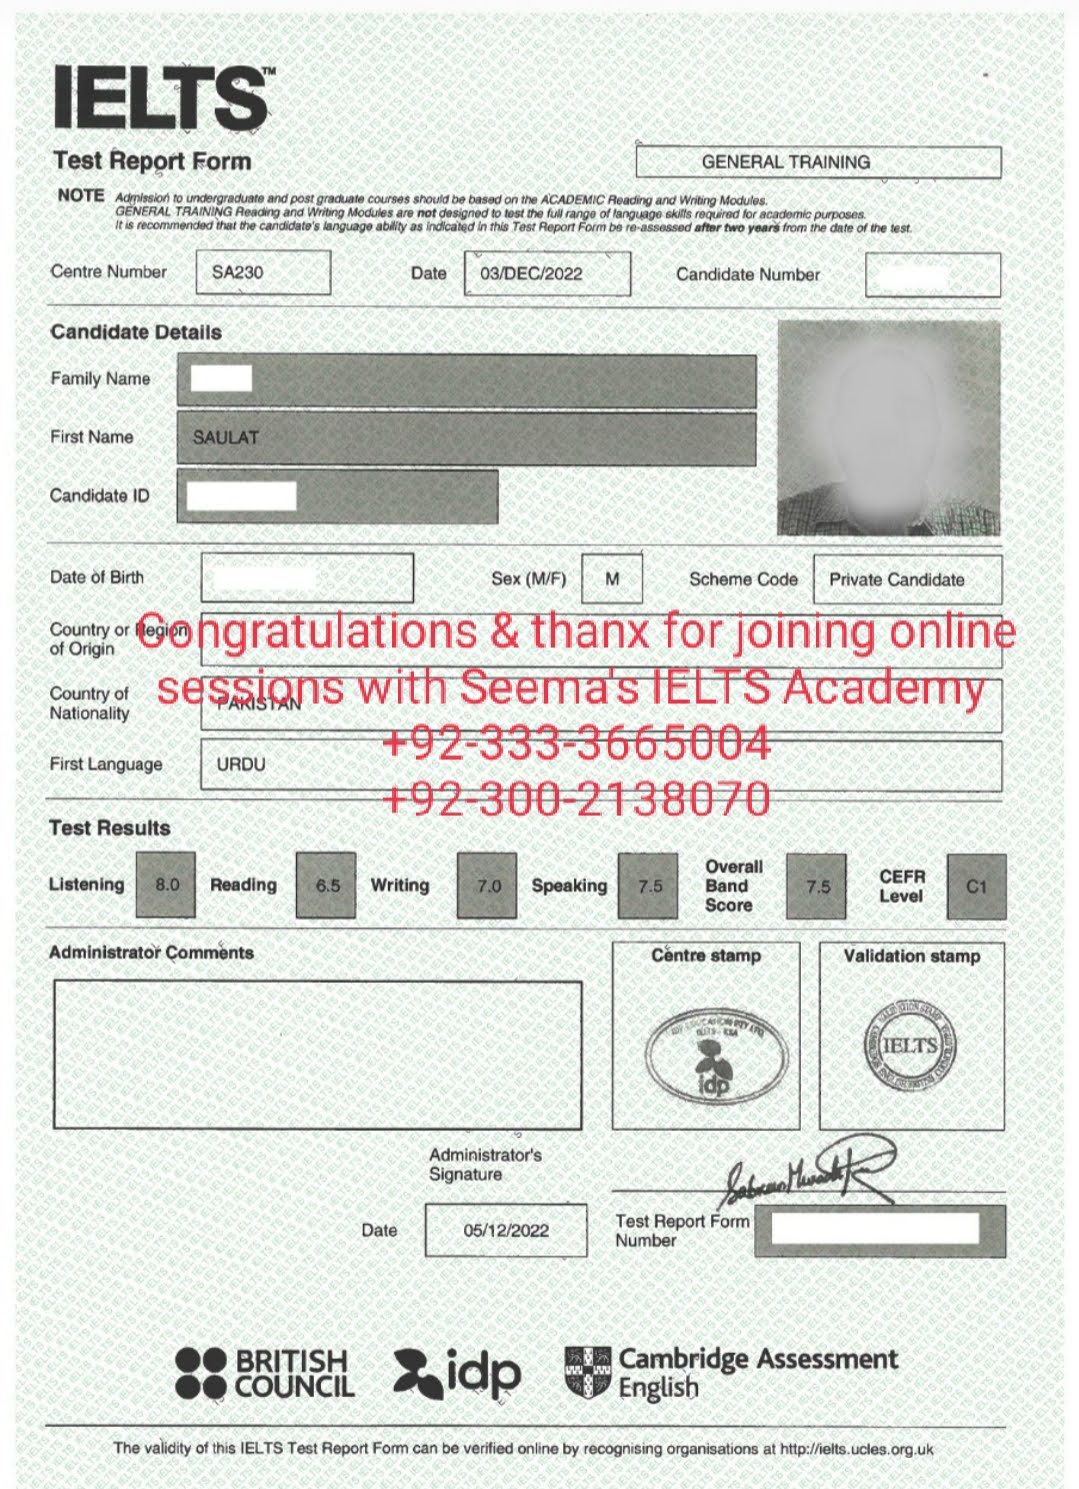 IELTS™
Test Report Form
GENERAL TRAINING
NOTE Admission to undergraduate and post graduate courses should be based on the ACADEMIC Reading and Writing Modules.
GENERAL TRAINING Reading and Writing Modules are not designed to test the full range of language skills required for academic purposes.
It is recommended that the candidate's language ability as indicated in this Test Report Form be re-assessed after two years from the date of the test.
Centre Number SA230 Date 03/DEC/2022 Candidate Number
Candidate Details
Family Name
First Name SAULAT
Candidate ID
Date of Birth Sex (M/F) M Scheme Code Private Candidate
Country or Region
of Origin
Congratulations & thanx for joining online
sessions with Seema's IELTS Academy
+92-333-3665004
+92-300-2138070
Country of
Nationality PAKISTAN
First Language URDU
Test Results
Listening 8.0 Reading 6.5 Writing 7.0 Speaking 7.5 Overall Band Score 7.5 CEFR Level C1
Administrator Comments
Centre stamp
Validation stamp
idp
IELTS
Administrator's
Signature
Date 05/12/2022
Test Report Form
Number
BRITISH
COUNCIL
idp
Cambridge Assessment
English
The validity of this IELTS Test Report Form can be verified online by recognising organisations at http://ielts.ucles.org.uk